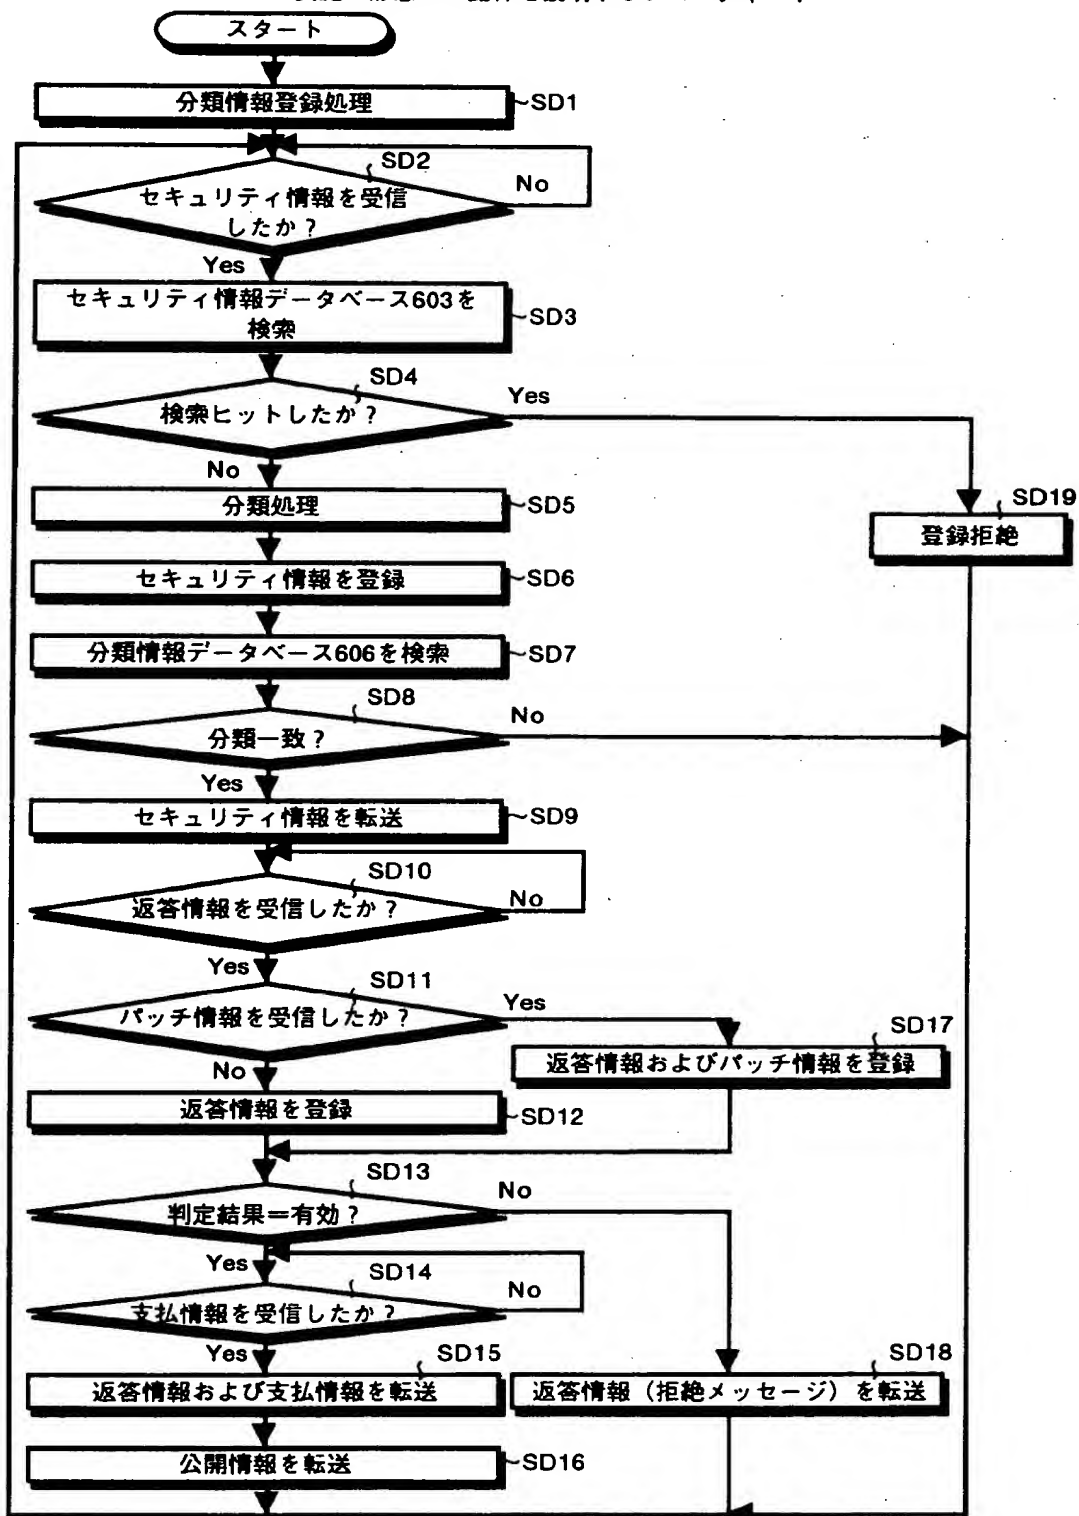 スタート
分類情報登録処理
SD1
SD2
セキュリティ情報を受信
したか？
No
Yes
セキュリティ情報データベース603を
検索
SD3
SD4
検索ヒットしたか？
Yes
No
分類処理
SD5
SD19
登録拒絶
セキュリティ情報を登録
SD6
分類情報データベース606を検索
SD7
SD8
分類一致？
No
Yes
セキュリティ情報を転送
SD9
SD10
返答情報を受信したか？
No
Yes
SD11
パッチ情報を受信したか？
Yes
SD17
返答情報およびパッチ情報を登録
No
返答情報を登録
SD12
SD13
判定結果＝有効？
No
Yes
SD14
支払情報を受信したか？
No
Yes
SD15
返答情報および支払情報を転送
SD18
返答情報（拒絶メッセージ）を転送
公開情報を転送
SD16